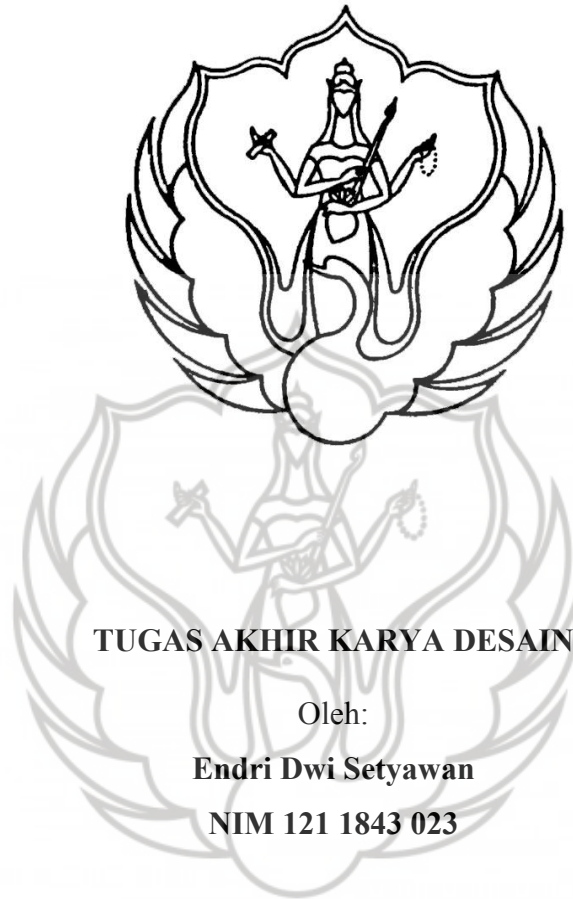 TUGAS AKHIR KARYA DESAIN
Oleh:
Endri Dwi Setyawan
NIM 121 1843 023